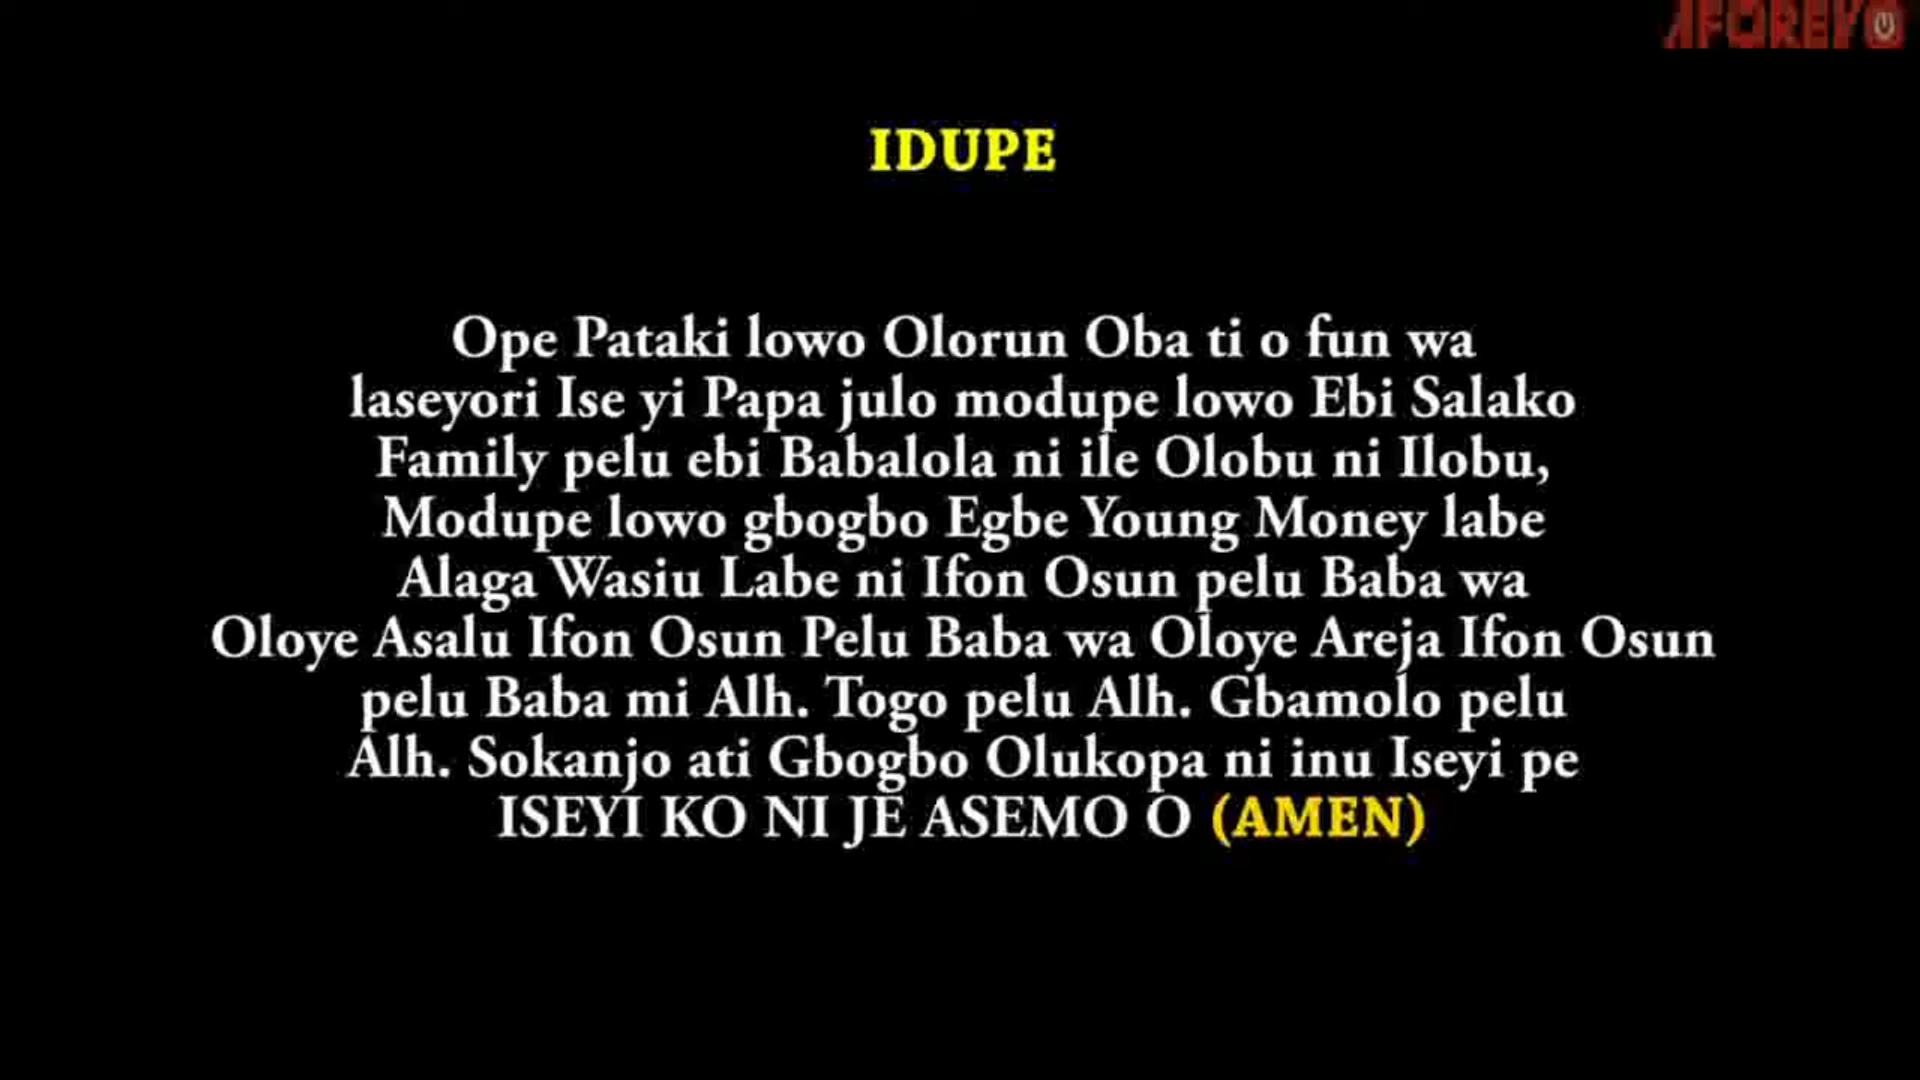 AFOREVO
IDUPE
Ope Pataki lowo Olorun Oba ti o fun wa
laseyori Ise yi Papa julo modupe lowo Ebi Salako
Family pelu ebi Babalola ni ile Olobu ni Ilobu,
Modupe lowo gbogbo Egbe Young Money labe
Alaga Wasiu Labe ni Ifon Osun pelu Baba wa
Oloye Asalu Ifon Osun Pelu Baba wa Oloye Areja Ifon Osun
pelu Baba mi Alh. Togo pelu Alh. Gbamolo pelu
Alh. Sokanjo ati Gbogbo Olukopa ni inu Iseyi pe
ISEYI KO NI JE ASEMO O (AMEN)